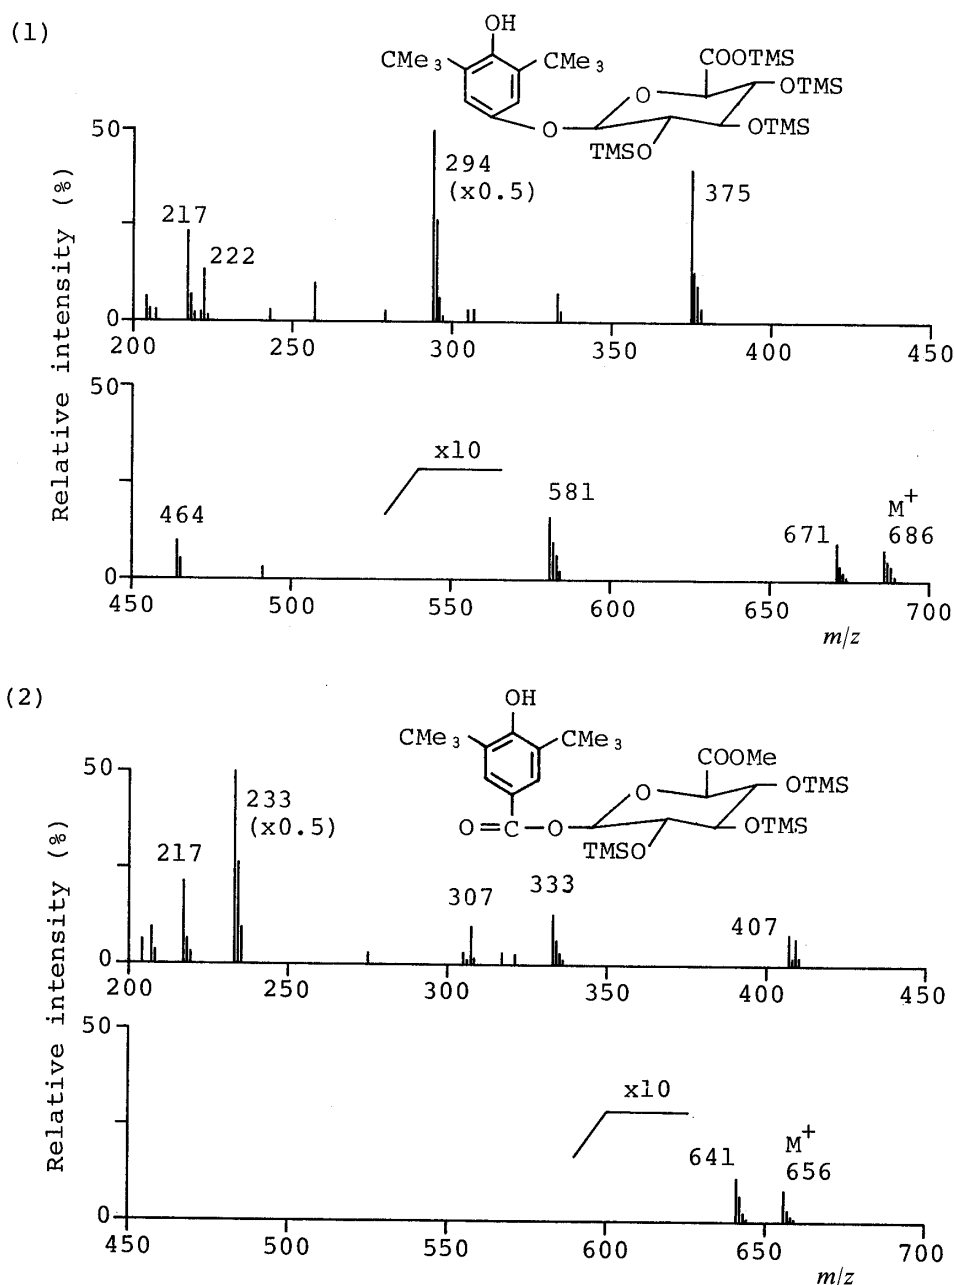 (1)
OH
CMe3
CMe3
COOTMS
O
OTMS
O
OTMS
TMSO
Relative intensity (%)
50
0
217
222
294
(x0.5)
375
200 250 300 350 400 450
50
0
464
x10
581
671
M+
686
450 500 550 600 650 700
m/z
(2)
OH
CMe3
CMe3
COOMe
O
OTMS
O=C
O
OTMS
TMSO
Relative intensity (%)
50
0
217
233
(x0.5)
307
333
407
200 250 300 350 400 450
Relative intensity (%)
50
0
x10
641
M+
656
450 500 550 600 650 700
m/z